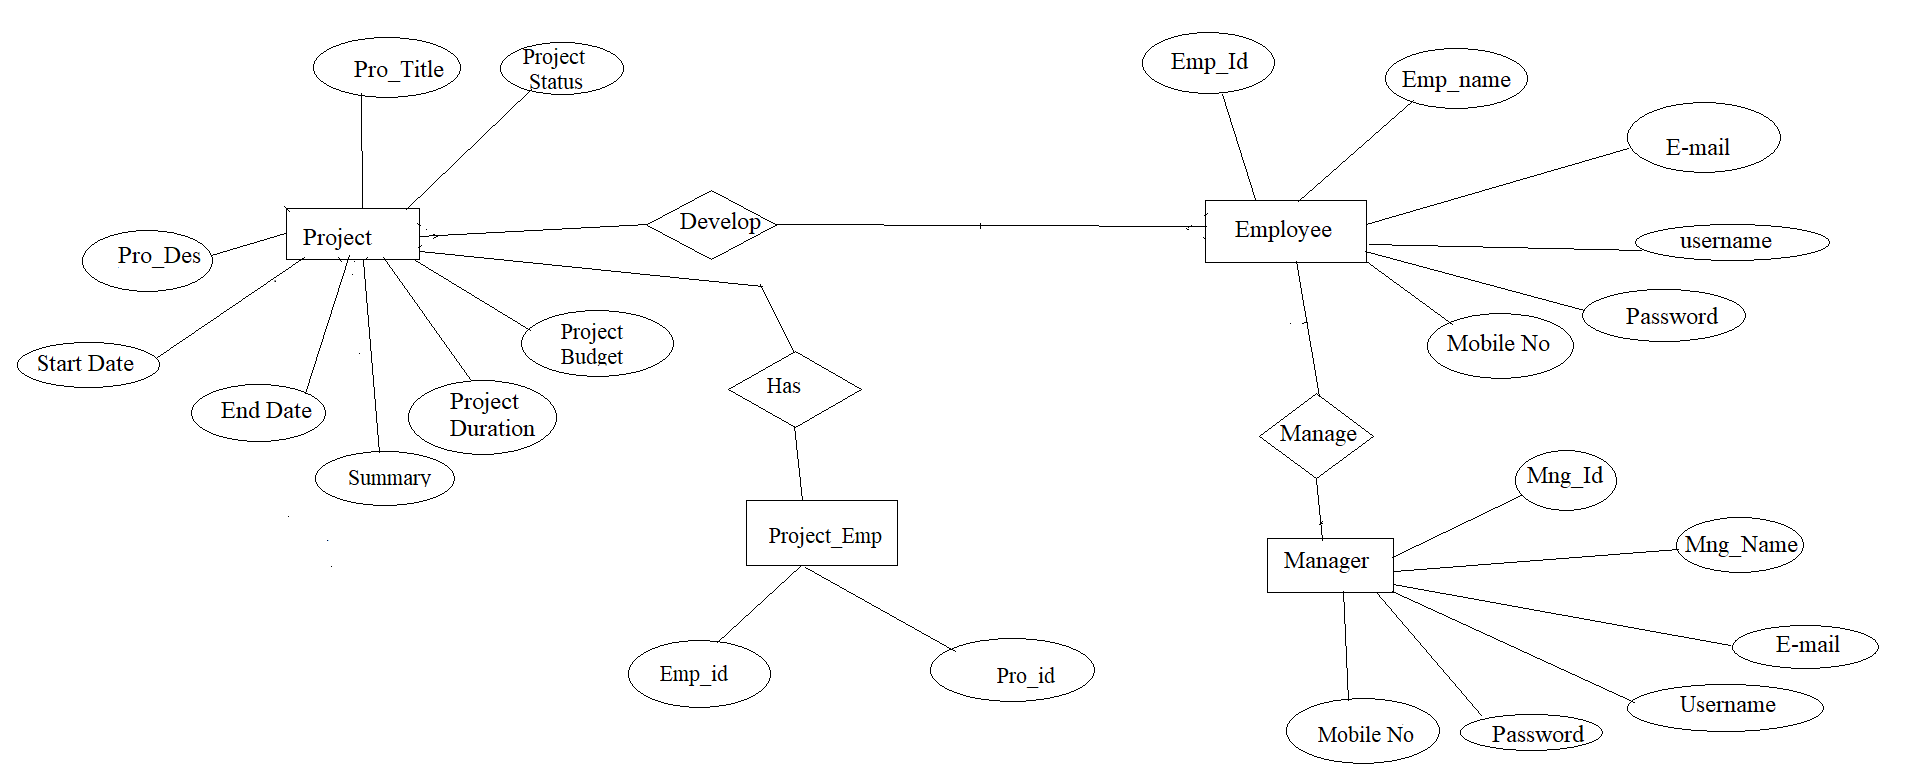 Pro_Title
Project
Status
Emp_Id
Emp_name
E-mail
Develop
Project
Employee
username
Pro_Des
Password
Project
Budget
Mobile No
Start Date
Has
End Date
Project
Duration
Manage
Summary
Mng_Id
Project_Emp
Manager
Mng_Name
E-mail
Emp_id
Pro_id
Username
Mobile No
Password